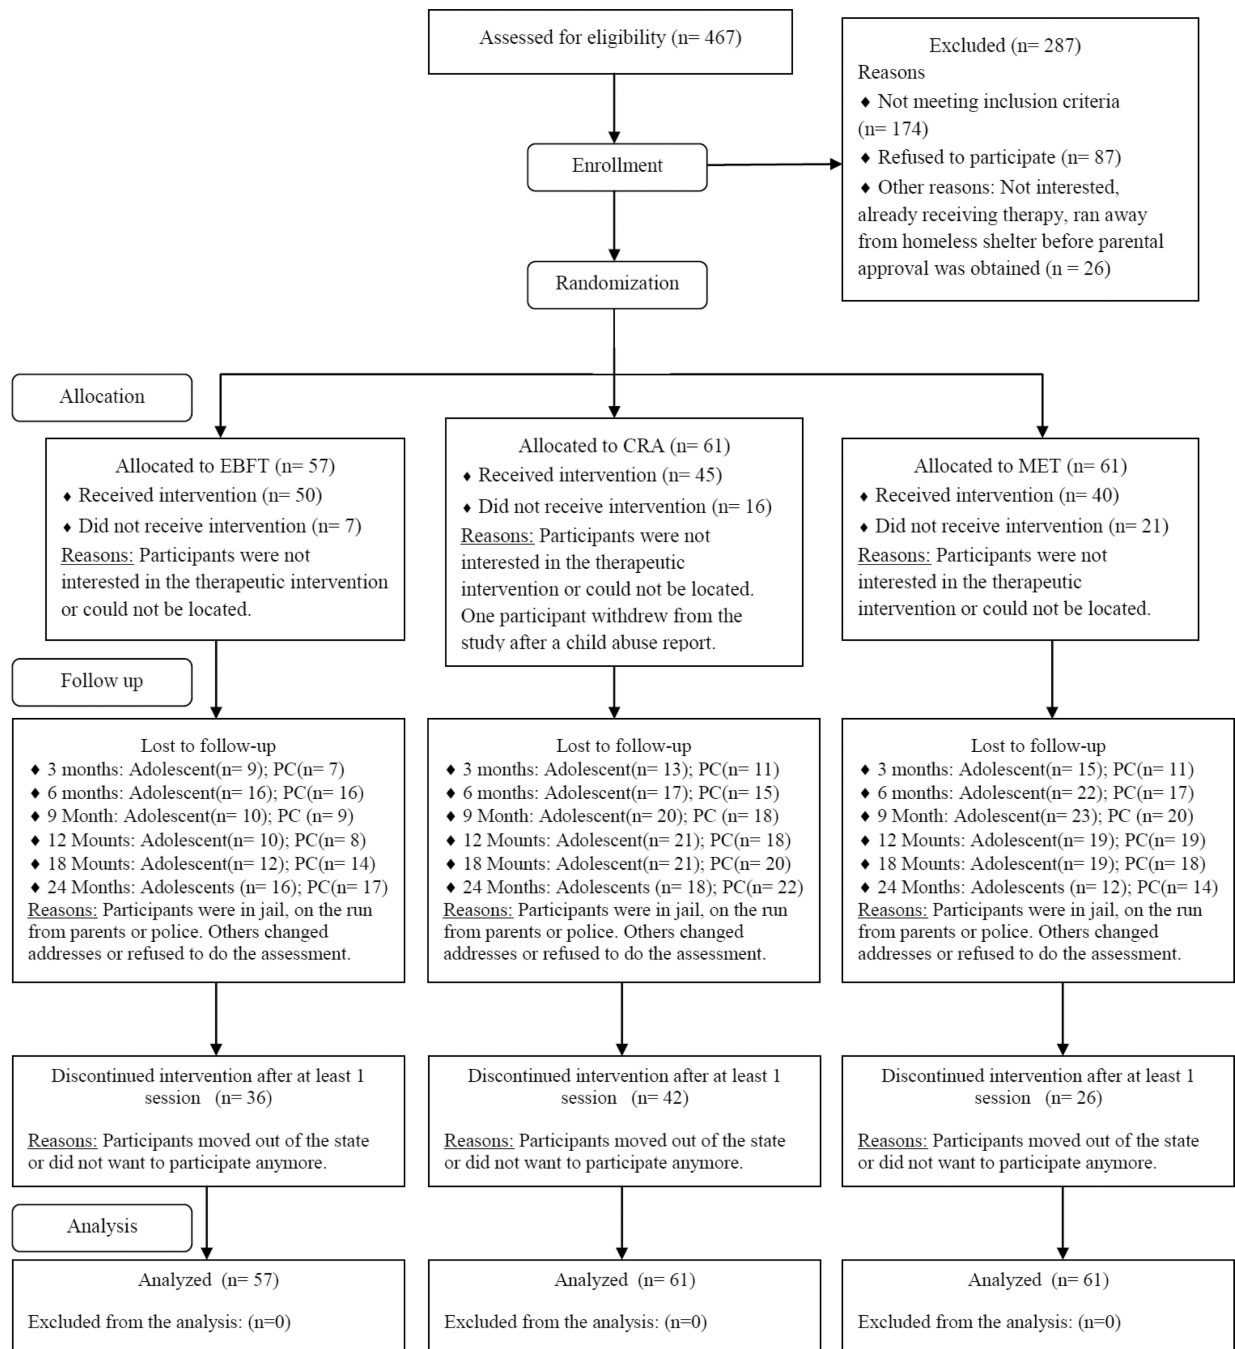 Assessed for eligibility (n= 467)
Excluded (n= 287)
Reasons
♦ Not meeting inclusion criteria
(n= 174)
♦ Refused to participate (n= 87)
♦ Other reasons: Not interested,
already receiving therapy, ran away
from homeless shelter before parental
approval was obtained (n = 26)
Enrollment
Randomization
Allocation
Allocated to EBFT (n= 57)
♦ Received intervention (n= 50)
♦ Did not receive intervention (n= 7)
Reasons: Participants were not
interested in the therapeutic intervention
or could not be located.
Allocated to CRA (n= 61)
♦ Received intervention (n= 45)
♦ Did not receive intervention (n= 16)
Reasons: Participants were not
interested in the therapeutic
intervention or could not be located.
One participant withdrew from the
study after a child abuse report.
Allocated to MET (n= 61)
♦ Received intervention (n= 40)
♦ Did not receive intervention (n= 21)
Reasons: Participants were not
interested in the therapeutic
intervention or could not be located.
Follow up
Lost to follow-up
♦ 3 months: Adolescent(n= 9); PC(n= 7)
♦ 6 months: Adolescent(n= 16); PC(n= 16)
♦ 9 Month: Adolescent(n= 10); PC (n= 9)
♦ 12 Mounts: Adolescent(n= 10); PC(n= 8)
♦ 18 Mounts: Adolescent(n= 12); PC(n= 14)
♦ 24 Months: Adolescents (n= 16); PC(n= 17)
Reasons: Participants were in jail, on the run
from parents or police. Others changed
addresses or refused to do the assessment.
Lost to follow-up
♦ 3 months: Adolescent(n= 13); PC(n= 11)
♦ 6 months: Adolescent(n= 17); PC(n= 15)
♦ 9 Month: Adolescent(n= 20); PC (n= 18)
♦ 12 Mounts: Adolescent(n= 21); PC(n= 18)
♦ 18 Mounts: Adolescent(n= 21); PC(n= 20)
♦ 24 Months: Adolescents (n= 18); PC(n= 22)
Reasons: Participants were in jail, on the run
from parents or police. Others changed
addresses or refused to do the assessment.
Lost to follow-up
♦ 3 months: Adolescent(n= 15); PC(n= 11)
♦ 6 months: Adolescent(n= 22); PC(n= 17)
♦ 9 Month: Adolescent(n= 23); PC (n= 20)
♦ 12 Mounts: Adolescent(n= 19); PC(n= 19)
♦ 18 Mounts: Adolescent(n= 19); PC(n= 18)
♦ 24 Months: Adolescents (n= 12); PC(n= 14)
Reasons: Participants were in jail, on the run
from parents or police. Others changed
addresses or refused to do the assessment.
Discontinued intervention after at least 1
session (n= 36)
Reasons: Participants moved out of the state
or did not want to participate anymore.
Discontinued intervention after at least 1
session (n= 42)
Reasons: Participants moved out of the state
or did not want to participate anymore.
Discontinued intervention after at least 1
session (n= 26)
Reasons: Participants moved out of the state
or did not want to participate anymore.
Analysis
Analyzed (n= 57)
Excluded from the analysis: (n=0)
Analyzed (n= 61)
Excluded from the analysis: (n=0)
Analyzed (n= 61)
Excluded from the analysis: (n=0)